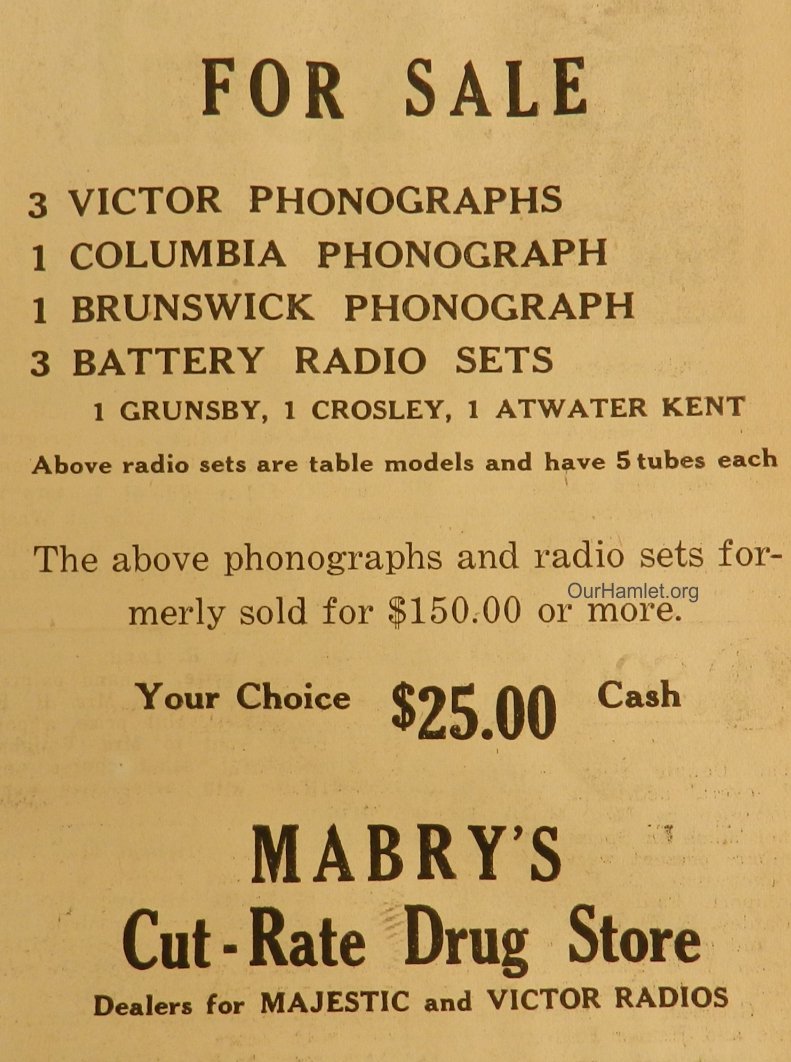 FOR SALE
3 VICTOR PHONOGRAPHS
1 COLUMBIA PHONOGRAPH
1 BRUNSWICK PHONOGRAPH
3 BATTERY RADIO SETS
1 GRUNSBY, 1 CROSLEY, 1 ATWATER KENT
Above radio sets are table models and have 5 tubes each
The above phonographs and radio sets for-
OurHamlet.org
merly sold for $150.00 or more.
Your Choice $25.00 Cash
MABRY'S
Cut-Rate Drug Store
Dealers for MAJESTIC and VICTOR RADIOS